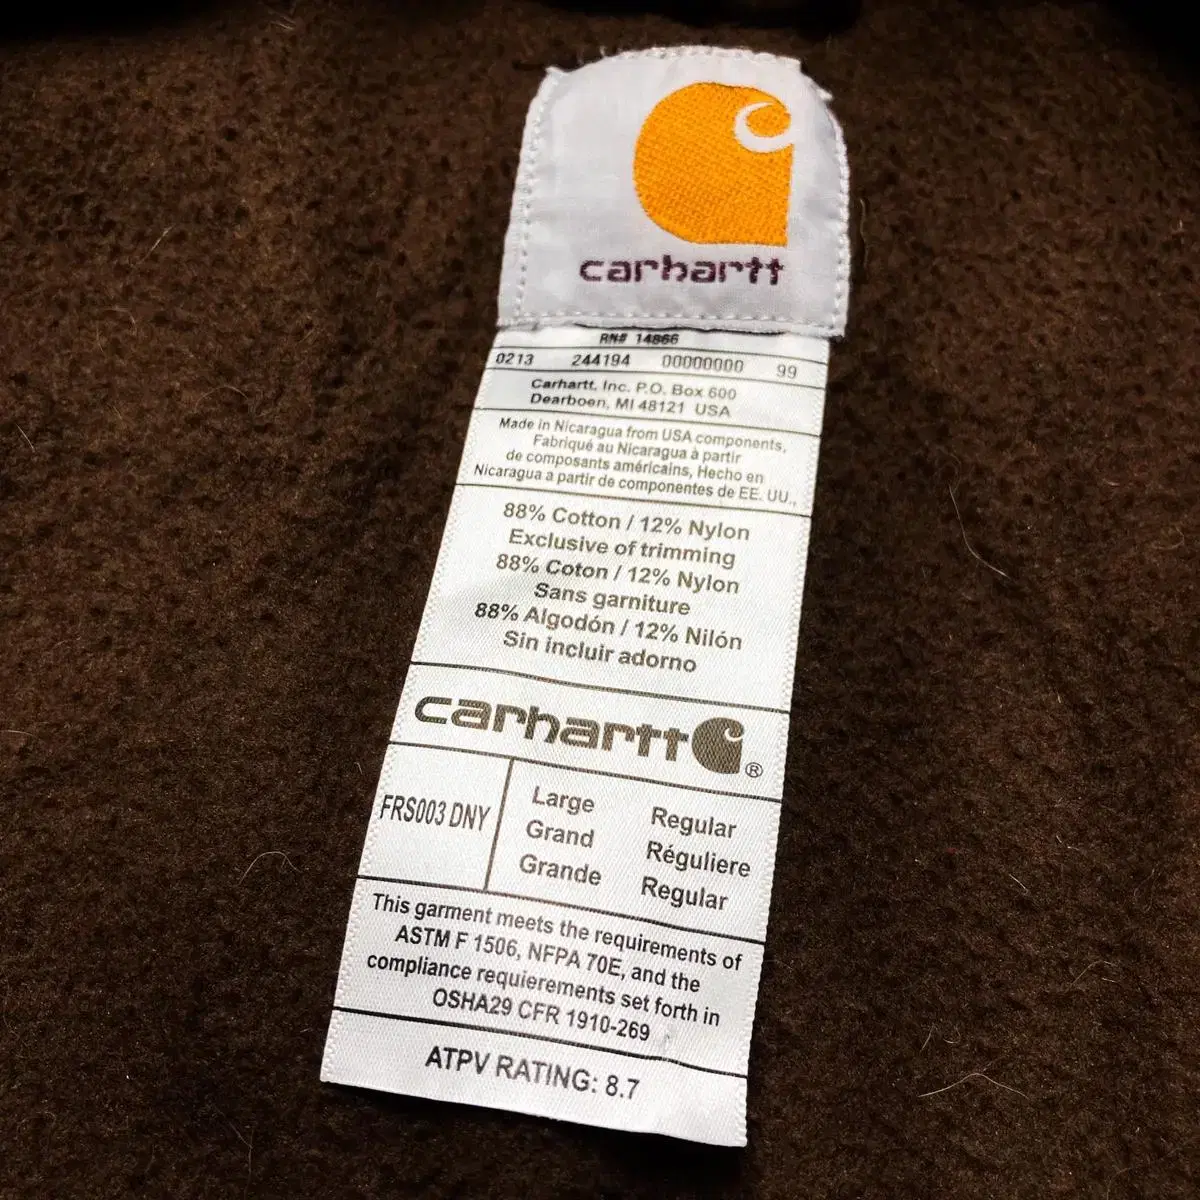 carhartt
RN# 14866
0213 244194 00000000 99
Carhartt, Inc. P.O. Box 600
Dearboen, MI 48121 USA
Made in Nicaragua from USA components,
Fabriqué au Nicaragua à partir
de composants américains, Hecho en
Nicaragua a partir de componentes de EE. UU.,
88% Cotton / 12% Nylon
Exclusive of trimming
88% Coton / 12% Nylon
Sans garniture
88% Algodón / 12% Nilón
Sin incluir adorno
carhartt ®
FRS003 DNY
Large Regular
Grand Réguliere
Grande Regular
This garment meets the requirements of
ASTM F 1506, NFPA 70E, and the
compliance requierements set forth in
OSHA29 CFR 1910-269
ATPV RATING: 8.7